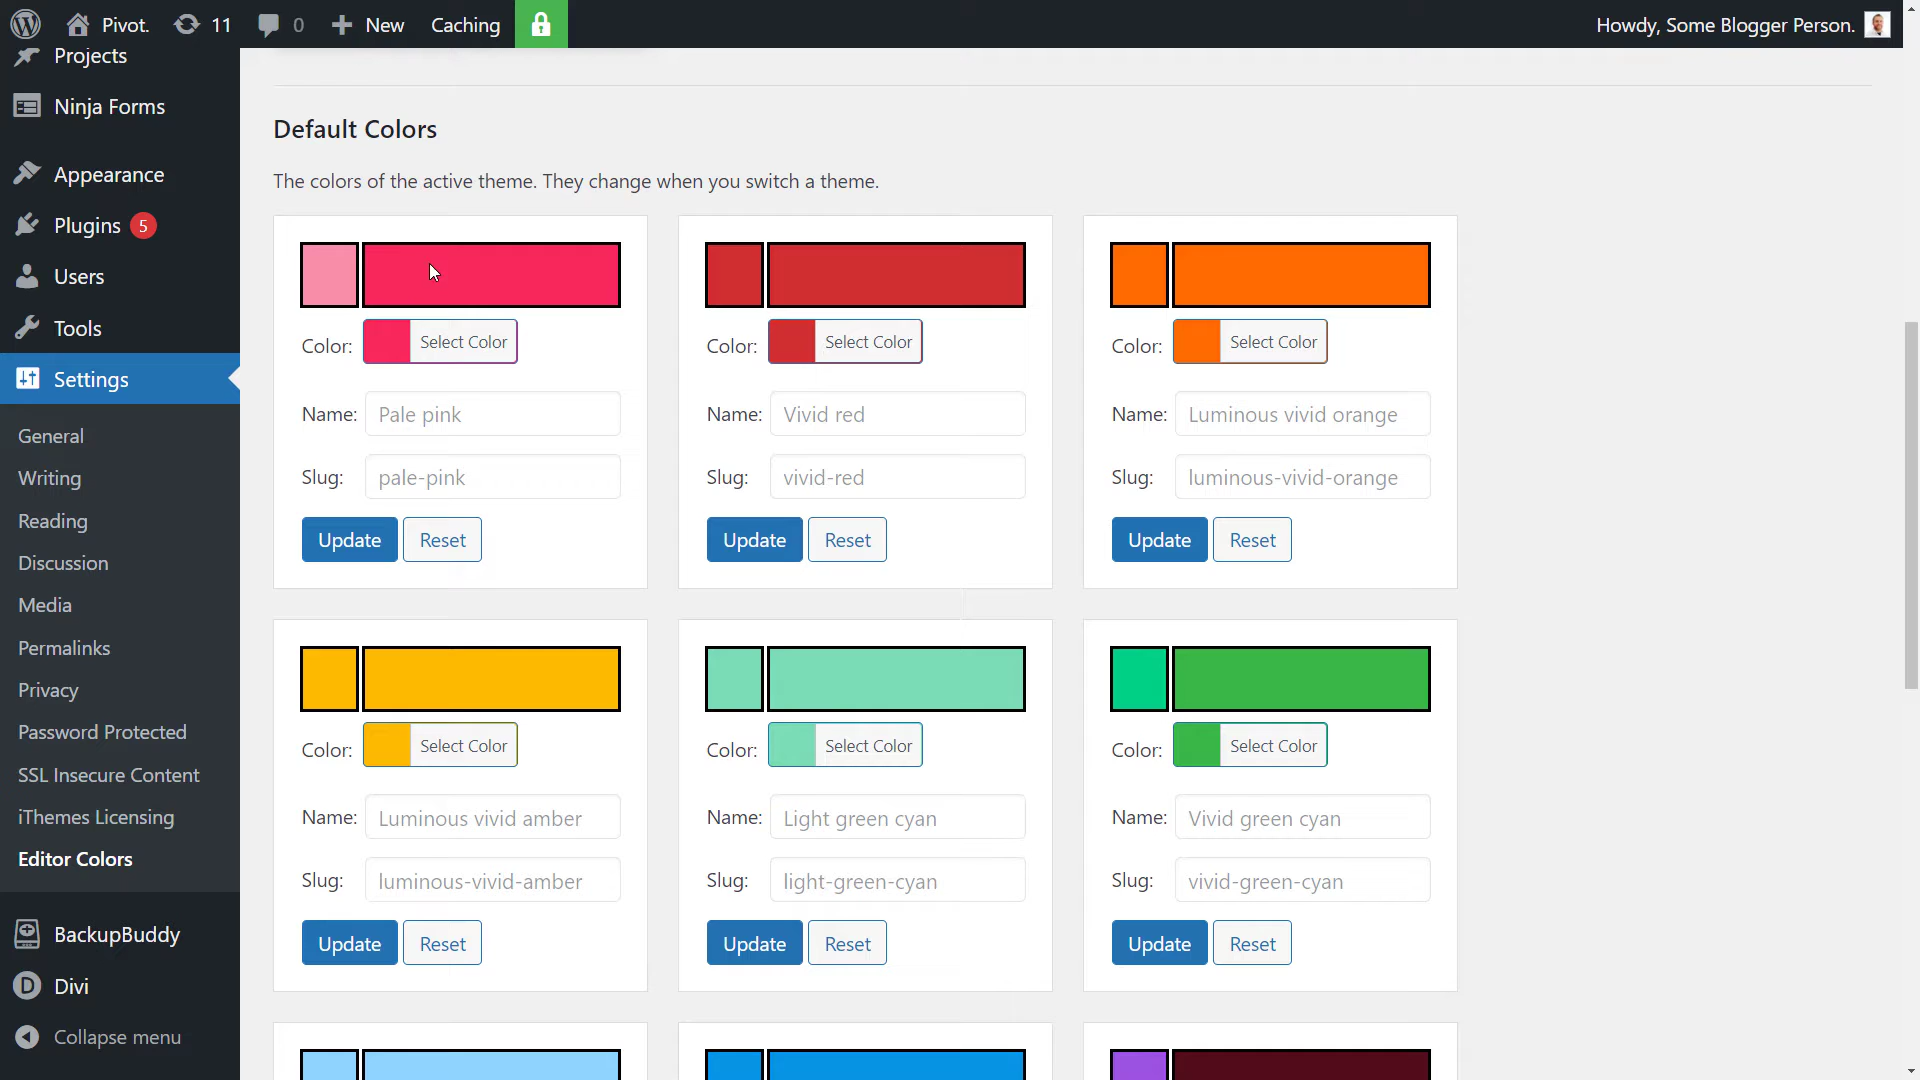 Pivot. 11 0 New Caching Howdy, Some Blogger Person.
Projects
Ninja Forms
Appearance
Plugins 5
Users
Tools
Settings
General
Writing
Reading
Discussion
Media
Permalinks
Privacy
Password Protected
SSL Insecure Content
iThemes Licensing
Editor Colors
BackupBuddy
D Divi
Collapse menu
Default Colors
The colors of the active theme. They change when you switch a theme.
Color: Select Color
Name: Pale pink
Slug: pale-pink
Update Reset
Color: Select Color
Name: Vivid red
Slug: vivid-red
Update Reset
Color: Select Color
Name: Luminous vivid orange
Slug: luminous-vivid-orange
Update Reset
Color: Select Color
Name: Luminous vivid amber
Slug: luminous-vivid-amber
Update Reset
Color: Select Color
Name: Light green cyan
Slug: light-green-cyan
Update Reset
Color: Select Color
Name: Vivid green cyan
Slug: vivid-green-cyan
Update Reset